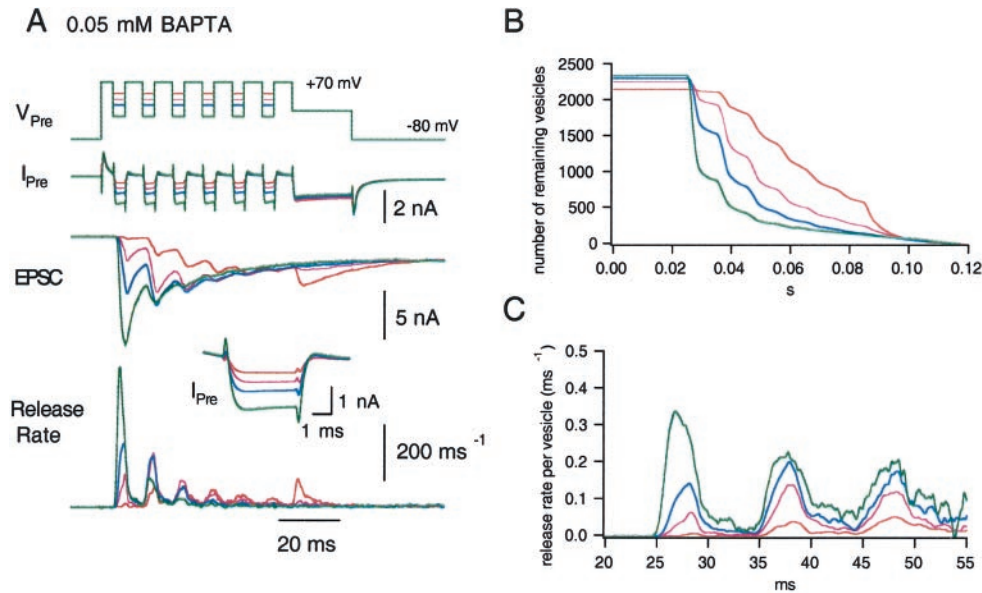 A 0.05 mM BAPTA
V Pre
+70 mV
-80 mV
I Pre
2 nA
EPSC
5 nA
I Pre
1 nA
1 ms
Release
Rate
200 ms -1
20 ms
B
number of remaining vesicles
2500
2000
1500
1000
500
0
0.00 0.02 0.04 0.06 0.08 0.10 0.12
s
C
release rate per vesicle (ms -1)
0.5
0.4
0.3
0.2
0.1
0.0
20 25 30 35 40 45 50 55
ms